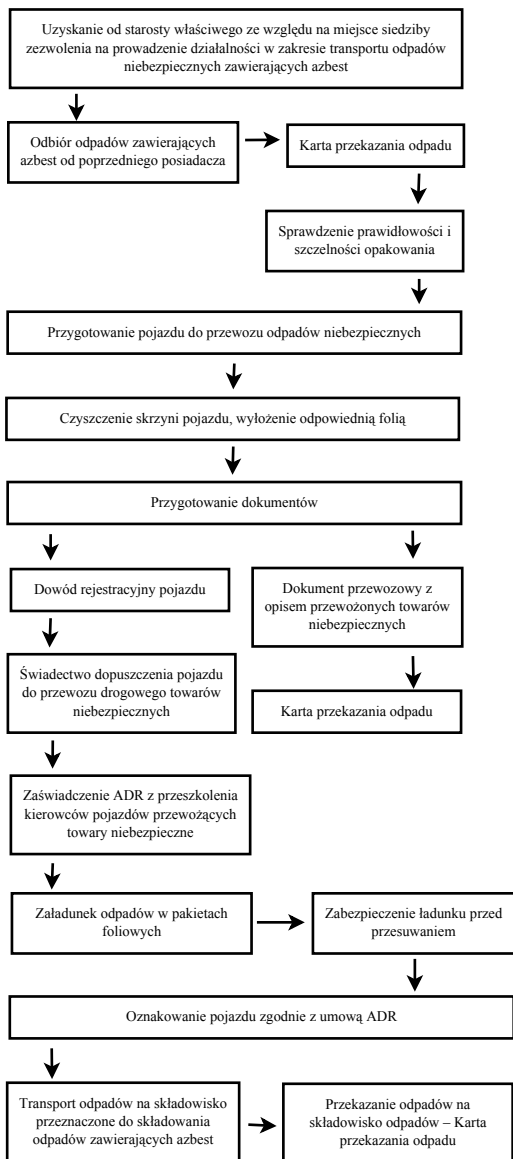 Uzyskanie od starosty właściwego ze względu na miejsce siedziby
zezwolenia na prowadzenie działalności w zakresie transportu odpadów
niebezpiecznych zawierających azbest
Odbiór odpadów zawierających
azbest od poprzedniego posiadacza
Karta przekazania odpadu
Sprawdzenie prawidłowości i
szczelności opakowania
Przygotowanie pojazdu do przewozu odpadów niebezpiecznych
Czyszczenie skrzyni pojazdu, wyłożenie odpowiednią folią
Przygotowanie dokumentów
Dowód rejestracyjny pojazdu
Dokument przewozowy z
opisem przewożonych towarów
niebezpiecznych
Świadectwo dopuszczenia pojazdu
do przewozu drogowego towarów
niebezpiecznych
Karta przekazania odpadu
Zaświadczenie ADR z przeszkolenia
kierowców pojazdów przewożących
towary niebezpieczne
Załadunek odpadów w pakietach
foliowych
Zabezpieczenie ładunku przed
przesuwaniem
Oznakowanie pojazdu zgodnie z umową ADR
Transport odpadów na składowisko
przeznaczone do składowania
odpadów zawierających azbest
Przekazanie odpadów na
składowisko odpadów – Karta
przekazania odpadu